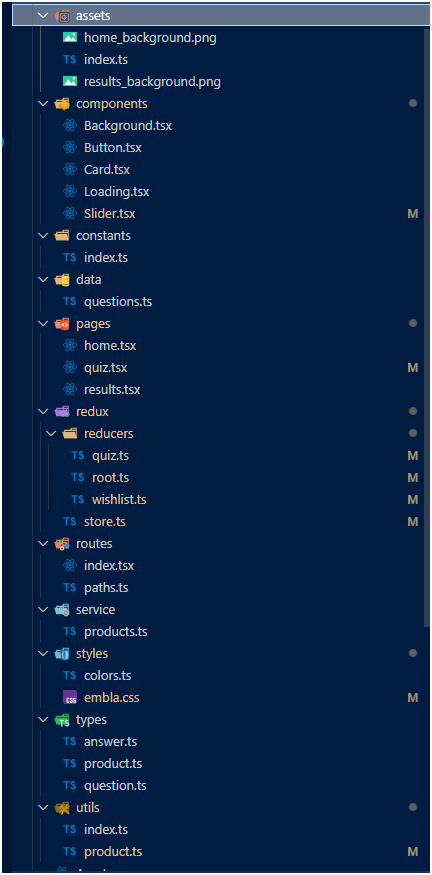 assets
home_background.png
TS index.ts
results_background.png
components
Background.tsx
Button.tsx
Card.tsx
Loading.tsx
Slider.tsx M
constants
TS index.ts
data
TS questions.ts
pages
home.tsx
quiz.tsx M
results.tsx
redux
reducers
TS quiz.ts M
TS root.ts M
TS wishlist.ts M
TS store.ts M
routes
index.tsx
TS paths.ts
service
TS products.ts
styles
TS colors.ts
CSS embla.css M
TS types
TS answer.ts
TS product.ts
TS question.ts
utils
TS index.ts
TS product.ts M